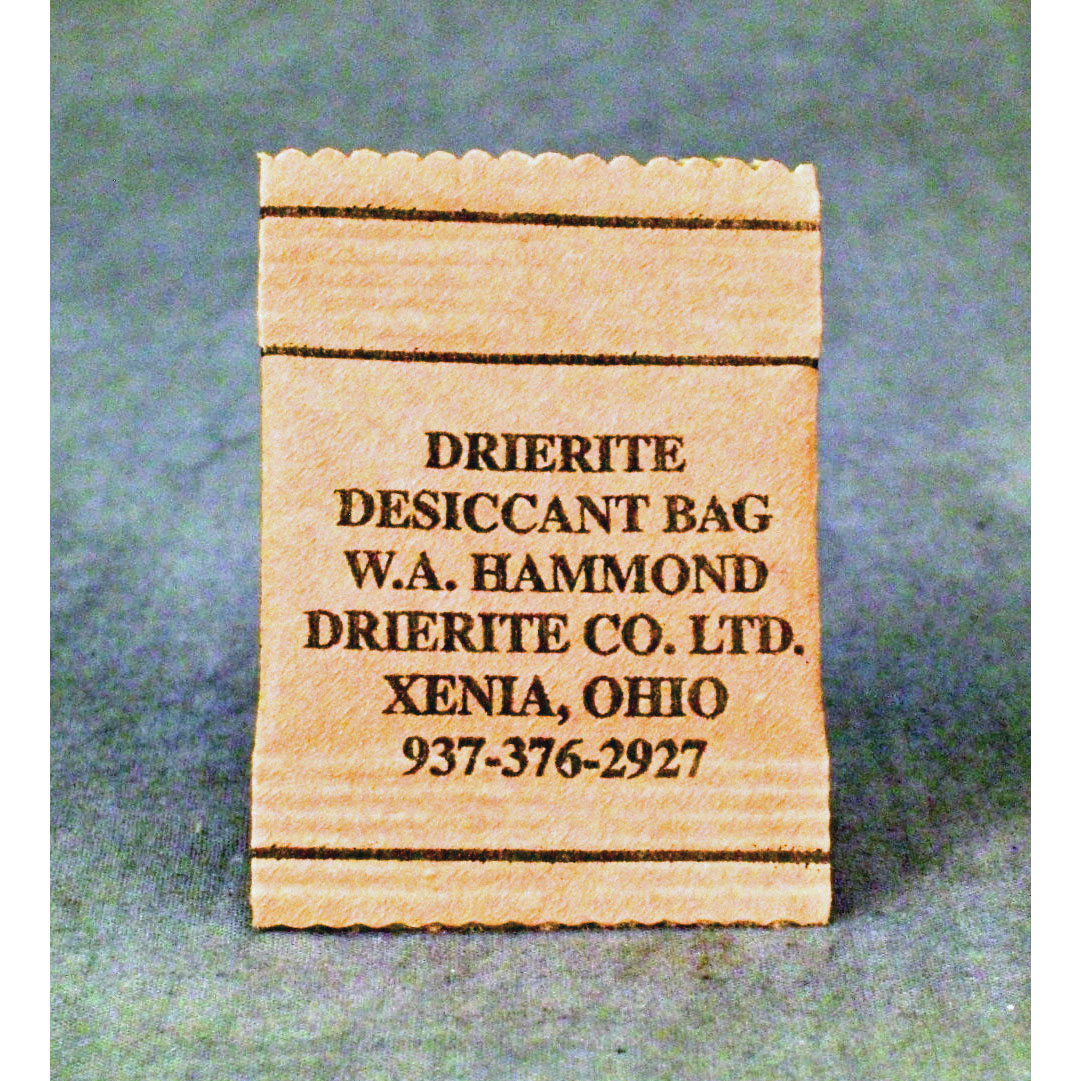 DRIERITE
DESICCANT BAG
W.A. HAMMOND
DRIERITE CO. LTD.
XENIA, OHIO
937-376-2927